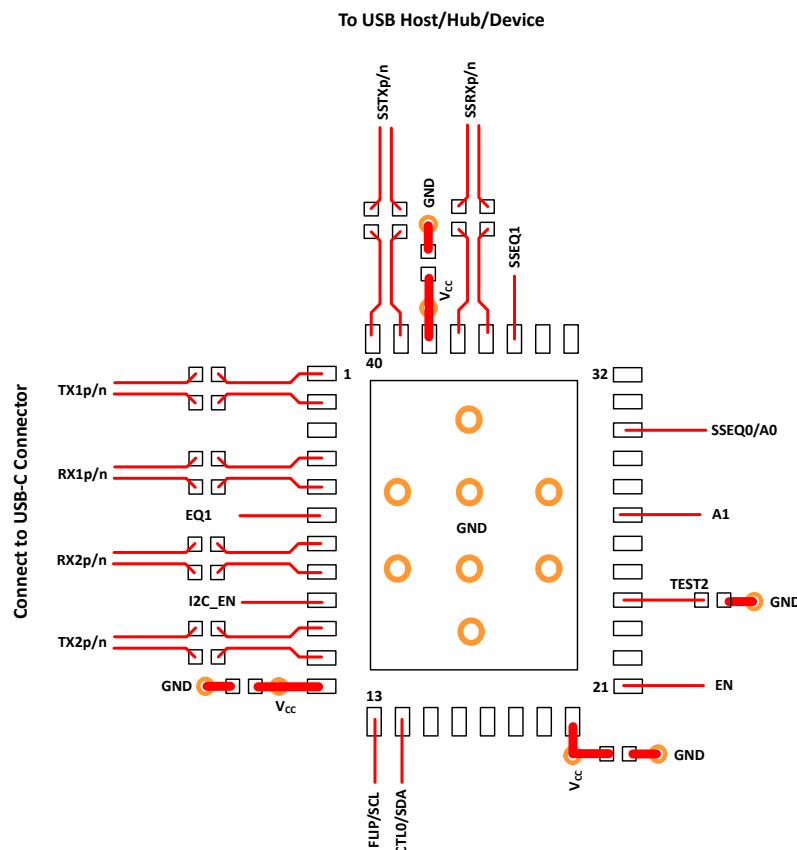 To USB Host/Hub/Device
SSTXp/n
SSRXp/n
GND
SSEQ1
VCC
40
1
32
TX1p/n
SSEQ0/A0
RX1p/n
EQ1
A1
GND
Connect to USB-C Connector
RX2p/n
I2C_EN
TEST2
GND
TX2p/n
GND
VCC
13
21
EN
FLIP/SCL
CTL0/SDA
VCC
GND